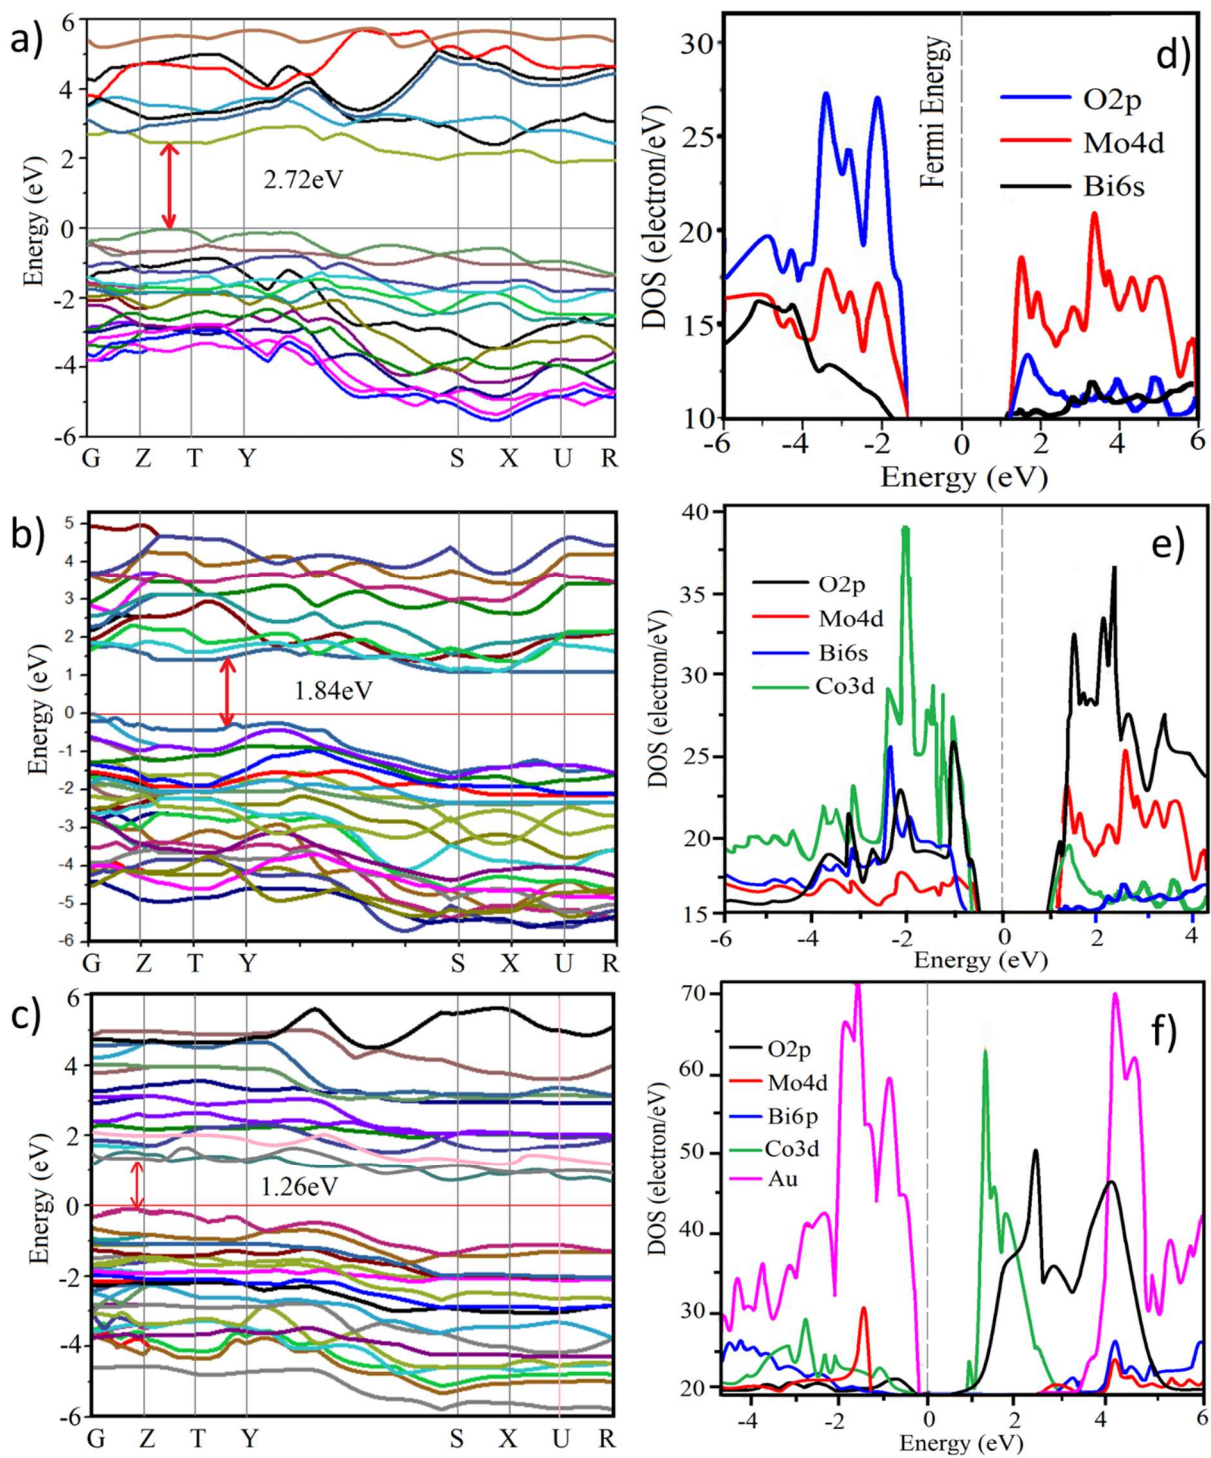 a)
6
4
2
0
-2
-4
-6
Energy (eV)
2.72eV
G Z T Y S X U R
d)
30
25
20
15
10
DOS (electron/eV)
Fermi Energy
O2p
Mo4d
Bi6s
-6 -4 -2 0 2 4 6
Energy (eV)
b)
5
4
3
2
1
0
-1
-2
-3
-4
-5
-6
Energy (eV)
1.84eV
G Z T Y S X U R
e)
40
35
30
25
20
15
DOS (electron/eV)
O2p
Mo4d
Bi6s
Co3d
-6 -4 -2 0 2 4
Energy (eV)
c)
6
4
2
0
-2
-4
-6
Energy (eV)
1.26eV
G Z T Y S X U R
f)
70
60
50
40
30
20
DOS (electron/eV)
O2p
Mo4d
Bi6p
Co3d
Au
-4 -2 0 2 4 6
Energy (eV)